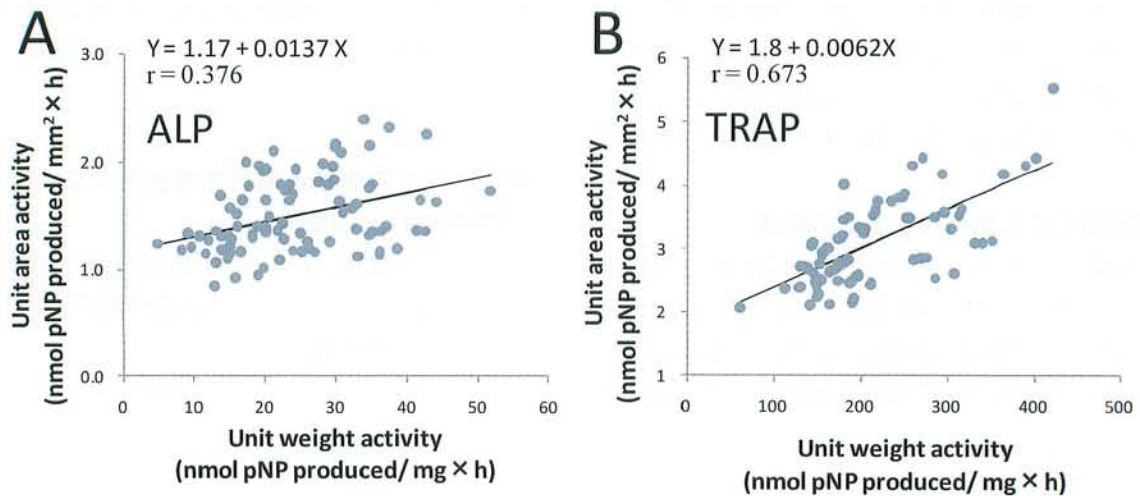 A
Y = 1.17 + 0.0137 X
r = 0.376
ALP
3.0
2.0
1.0
0.0
0 10 20 30 40 50 60
Unit area activity
(nmol pNP produced/ mm² × h)
Unit weight activity
(nmol pNP produced/ mg × h)
B
Y = 1.8 + 0.0062X
r = 0.673
TRAP
6
5
4
3
2
1
0 100 200 300 400 500
Unit area activity
(nmol pNP produced/ mm² × h)
Unit weight activity
(nmol pNP produced/ mg × h)